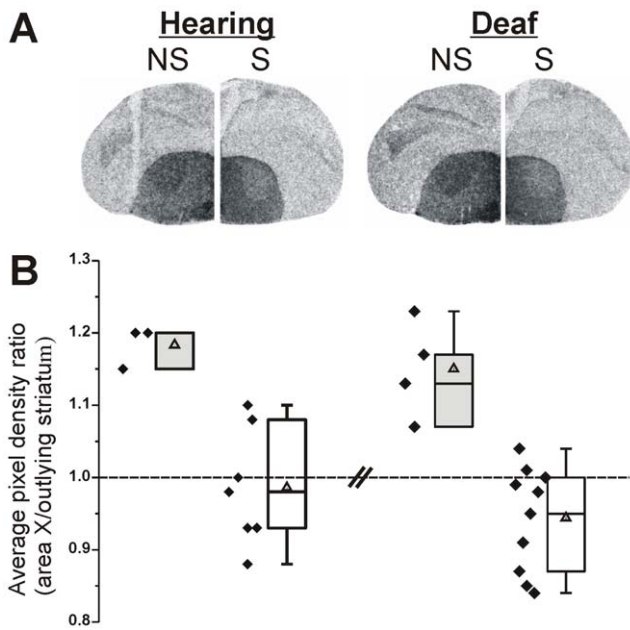 A
Hearing
Deaf
NS
S
NS
S
B
Average pixel density ratio
(area X/outlying striatum)
1.3
1.2
1.1
1.0
0.9
0.8